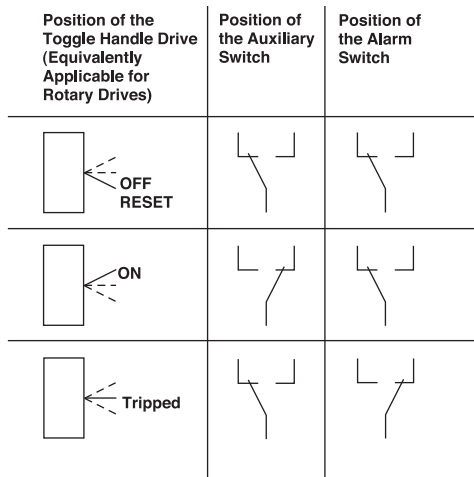 Position of the
Toggle Handle Drive
(Equivalently
Applicable for
Rotary Drives)
Position of
the Auxiliary
Switch
Position of
the Alarm
Switch
OFF
RESET
ON
Tripped